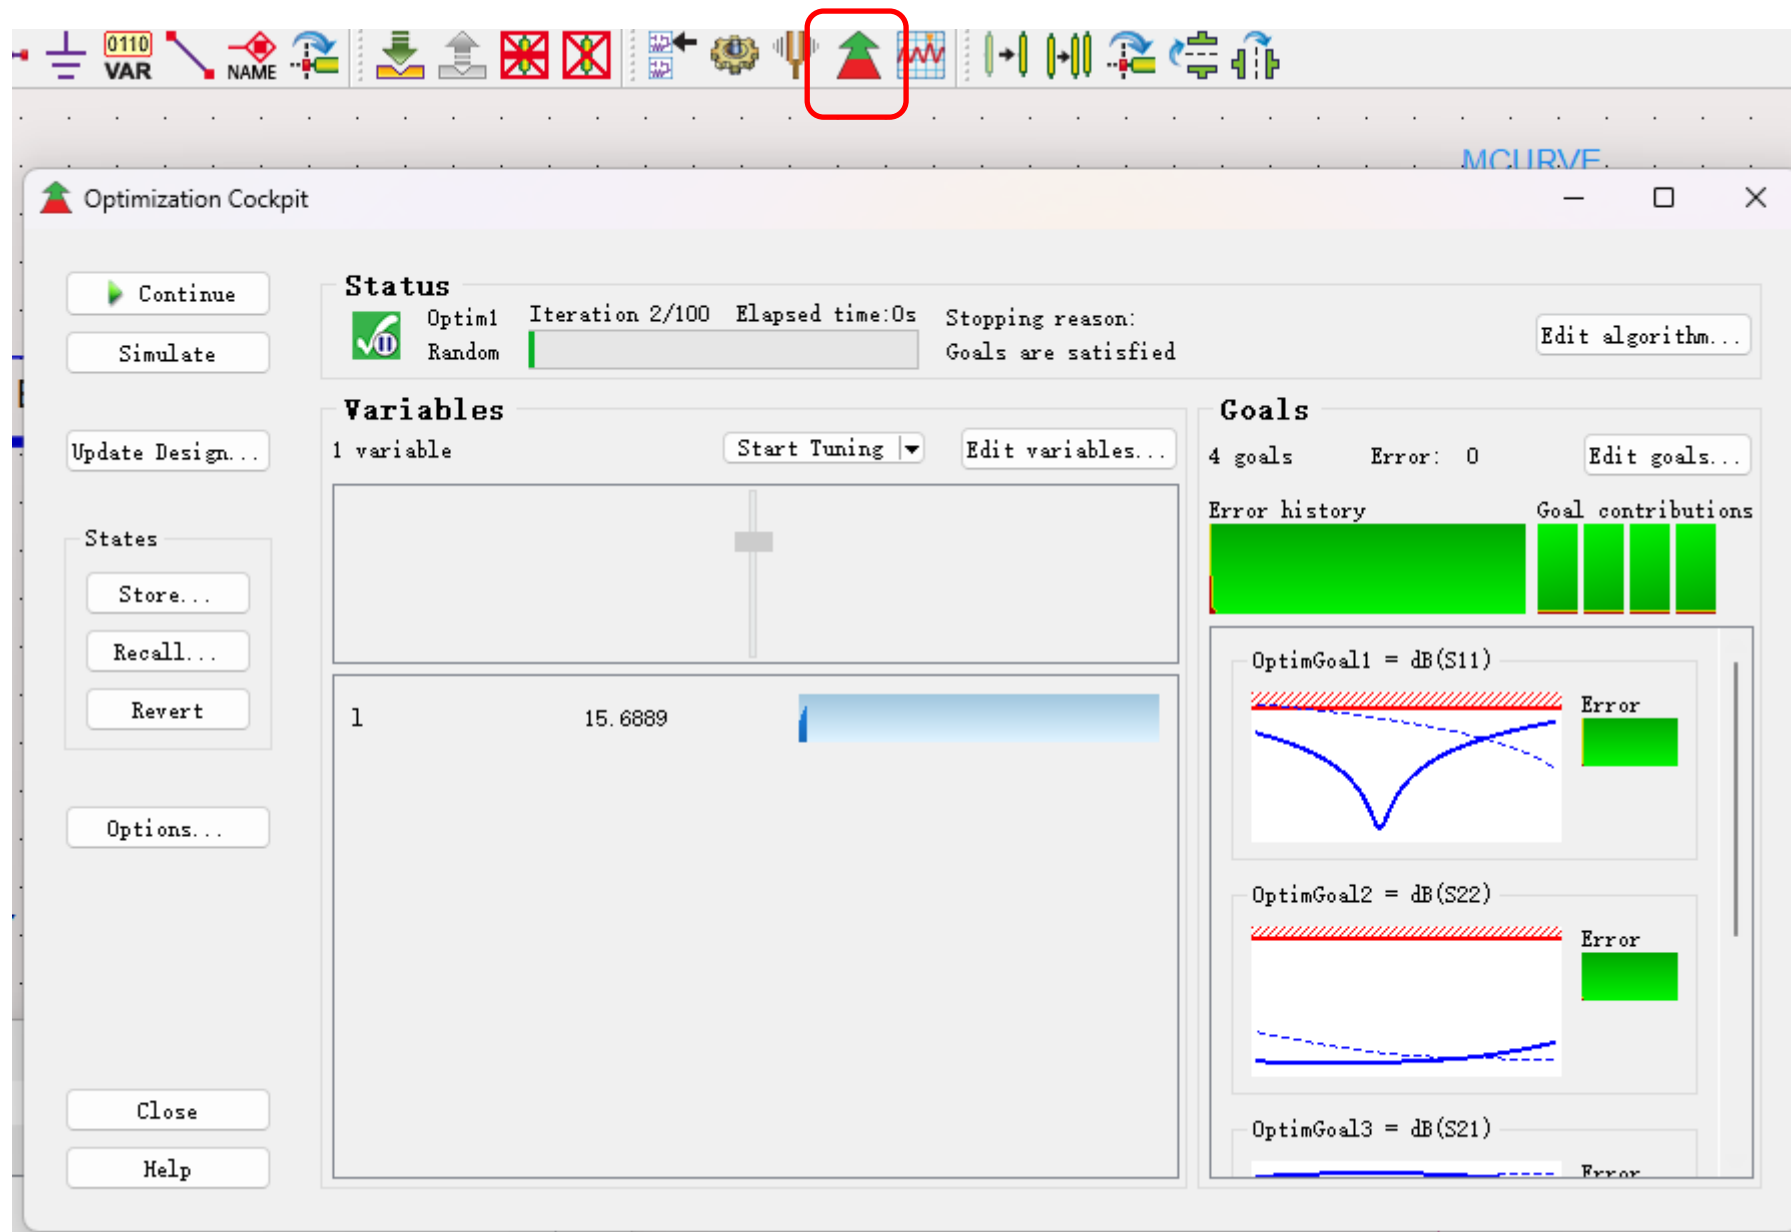 0110
VAR
NAME
MCURVE
Optimization Cockpit
Continue
Simulate
Update Design...
States
Store...
Recall...
Revert
Options...
Close
Help
Status
Optim1
Random
Iteration 2/100
Elapsed time:0s
Stopping reason:
Goals are satisfied
Edit algorithm...
Variables
1 variable
Start Tuning
Edit variables...
l
15.6889
Goals
4 goals
Error: 0
Edit goals...
Error history
Goal contributions
OptimGoal1 = dB(S11)
Error
OptimGoal2 = dB(S22)
Error
OptimGoal3 = dB(S21)
Error